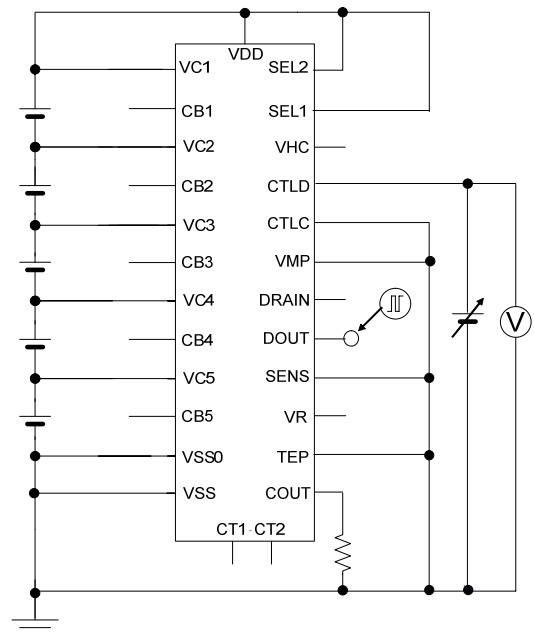 VDD
VC1
CB1
VC2
CB2
VC3
CB3
VC4
CB4
VC5
CB5
VSS0
VSS
SEL2
SEL1
VHC
CTLD
CTLC
VMP
DRAIN
DOUT
SENS
VR
TEP
COUT
CT1 CT2
V